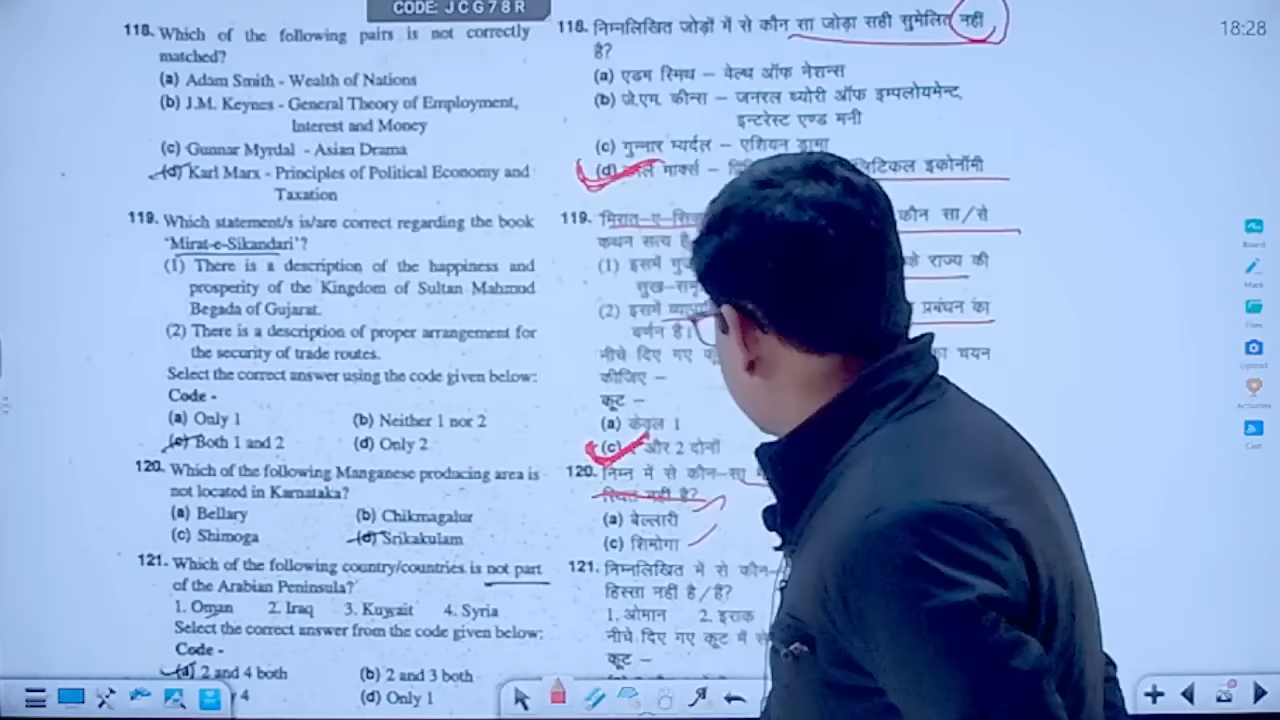 CODE: JCG78R
18:28
118. Which of the following pairs is not correctly
matched?
(a) Adam Smith - Wealth of Nations
(b) J.M. Keynes - General Theory of Employment,
Interest and Money
(c) Gunnar Myrdal - Asian Drama
(d) Karl Marx - Principles of Political Economy and
Taxation
119. Which statement/s is/are correct regarding the book
'Mirat-e-Sikandari'?
(1) There is a description of the happiness and
prosperity of the Kingdom of Sultan Mahmud
Begada of Gujarat.
(2) There is a description of proper arrangement for
the security of trade routes.
Select the correct answer using the code given below:
Code -
(a) Only 1 (b) Neither 1 nor 2
(c) Both 1 and 2 (d) Only 2
120. Which of the following Manganese producing area is
not located in Karnataka?
(a) Bellary (b) Chikmagalur
(c) Shimoga (d) Srikakulam
121. Which of the following country/countries is not part
of the Arabian Peninsula?
1. Oman 2. Iraq 3. Kuwait 4. Syria
Select the correct answer from the code given below:
Code -
(a) 2 and 4 both (b) 2 and 3 both
4 (d) Only 1
118. निम्नलिखित जोड़ों में से कौन सा जोड़ा सही सुमेलित नहीं
है?
(a) एडम स्मिथ – वेल्थ ऑफ नेशन्स
(b) जे.एम. कीन्स – जनरल थ्योरी ऑफ इम्पलोयमेन्ट,
इन्टरेस्ट एण्ड मनी
(c) गुन्नार म्यर्दल – एशियन ड्रामा
(d) मार्क्स – लिटिकल इकोनॉमी
119. मिरात-ए-सिक कौन सा/से
कथन सत्य है
(1) इसमें गुज के राज्य की
सुख-समृ
(2) इसमें व्यापा प्रबंधन का
वर्णन है।
नीचे दिए गए का चयन
कीजिए –
कूट –
(a) केवल 1
(c) और 2 दोनों
120. निम्न में से कौन-सा
स्थित नहीं है?
(a) बेल्लारी
(c) शिमोगा
121. निम्नलिखित में से कौन-
हिस्सा नहीं है/हैं?
1. ओमान 2. इराक
नीचे दिए गए कूट में से
कूट –
Board
Mark
Files
Upload
Activities
Cast